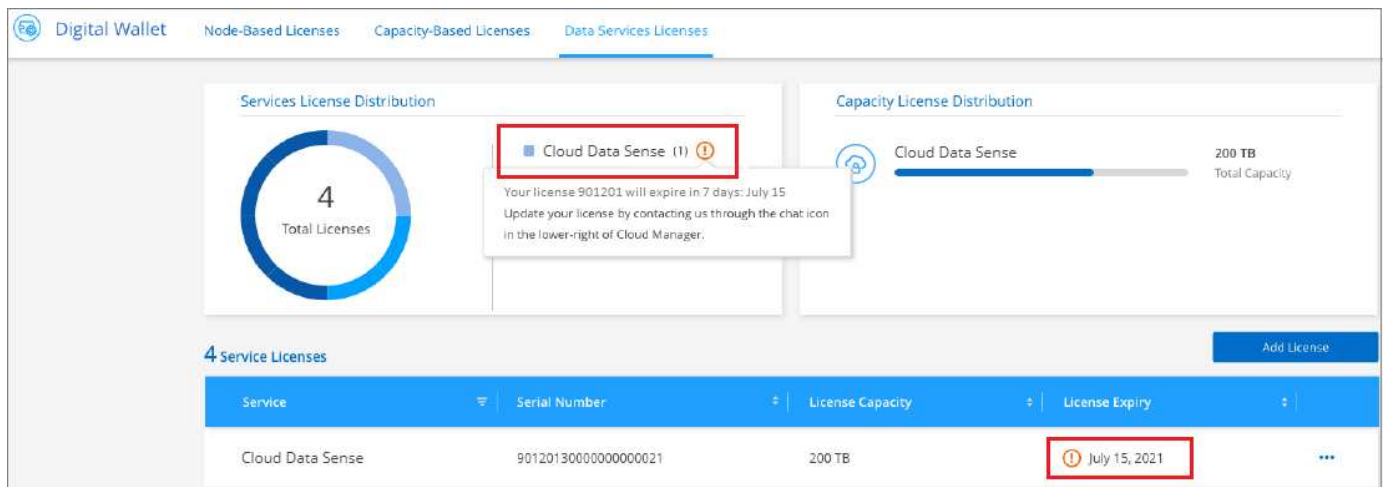 Digital Wallet
Node-Based Licenses
Capacity-Based Licenses
Data Services Licenses
Services License Distribution
4
Total Licenses
Cloud Data Sense (1)
Your license 901201 will expire in 7 days: July 15
Update your license by contacting us through the chat icon
in the lower-right of Cloud Manager.
Capacity License Distribution
Cloud Data Sense
200 TB
Total Capacity
4 Service Licenses
Add License
Service
Serial Number
License Capacity
License Expiry
Cloud Data Sense
90120130000000000021
200 TB
July 15, 2021